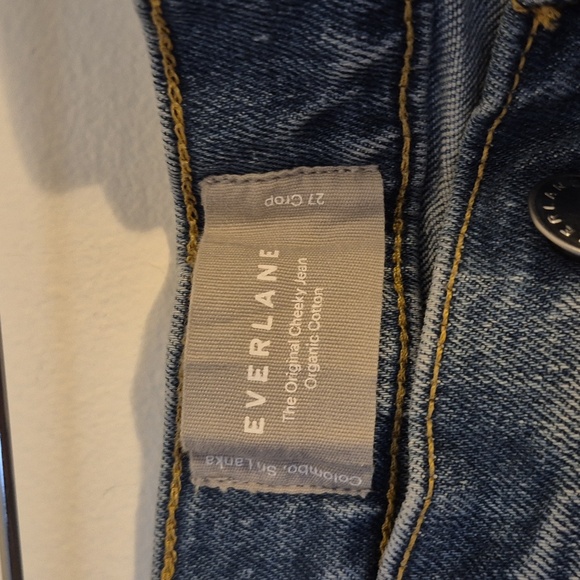 27 Crop
EVERLANE
The Original Cheeky Jean
Organic Cotton
Colombo, Sri Lanka